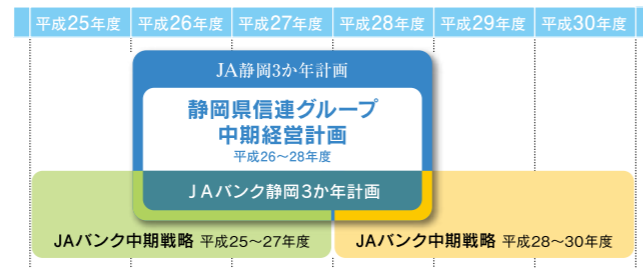 平成25年度 平成26年度 平成27年度 平成28年度 平成29年度 平成30年度
JA静岡3か年計画
静岡県信連グループ
中期経営計画
平成26~28年度
JAバンク静岡3か年計画
JAバンク中期戦略 平成25~27年度 JAバンク中期戦略 平成28~30年度